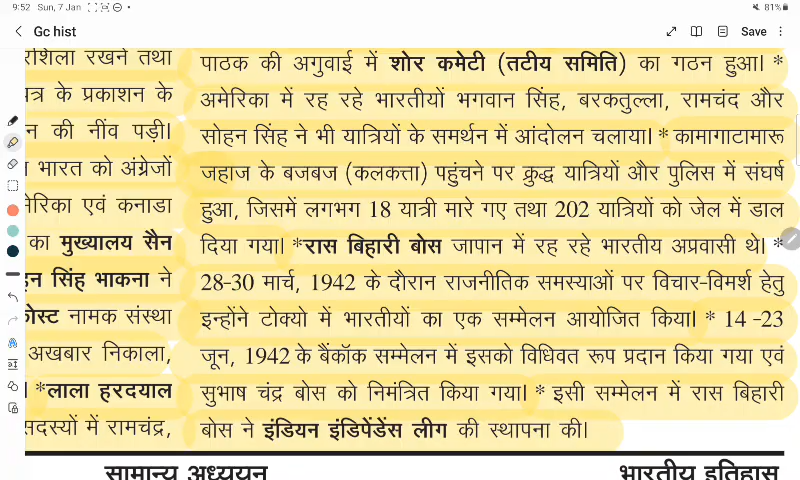 9:52 Sun, 7 Jan
81%
Gc hist
Save
रशिला रखने तथा
पत्र के प्रकाशन के
न की नींव पड़ी।
भारत को अंग्रेजों
मेरिका एवं कनाडा
का मुख्यालय सैन
हन सिंह भाकना ने
नामक संस्था
अखबार निकाला,
। *लाला हरदयाल
सदस्यों में रामचंद्र,
पाठक की अगुवाई में शोर कमेटी (तटीय समिति) का गठन हुआ। *
अमेरिका में रह रहे भारतीयों भगवान सिंह, बरकतुल्ला, रामचंद और
सोहन सिंह ने भी यात्रियों के समर्थन में आंदोलन चलाया। * कामागाटामारू
जहाज के बजबज (कलकत्ता) पहुंचने पर क्रुद्ध यात्रियों और पुलिस में संघर्ष
हुआ, जिसमें लगभग 18 यात्री मारे गए तथा 202 यात्रियों को जेल में डाल
दिया गया। *रास बिहारी बोस जापान में रह रहे भारतीय अप्रवासी थे। *
28-30 मार्च, 1942 के दौरान राजनीतिक समस्याओं पर विचार-विमर्श हेतु
इन्होंने टोक्यो में भारतीयों का एक सम्मेलन आयोजित किया। * 14 -23
जून, 1942 के बैंकॉक सम्मेलन में इसको विधिवत रूप प्रदान किया गया एवं
सुभाष चंद्र बोस को निमंत्रित किया गया। * इसी सम्मेलन में रास बिहारी
बोस ने इंडियन इंडिपेंडेंस लीग की स्थापना की।
सामान्य अध्ययन
भारतीय इतिहास